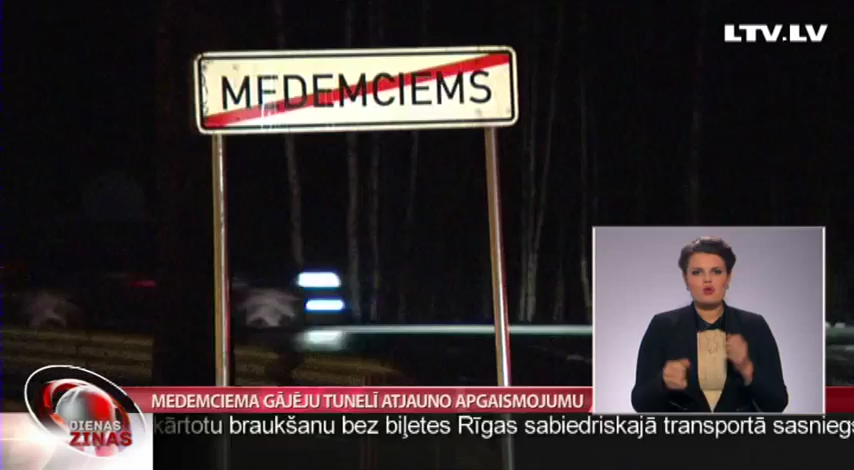 LTV.LV
MEDEMCIEMS
MEDEMCIEMA GĀJĒJU TUNELĪ ATJAUNO APGAISMOJUMU
DIENAS
ZIŅAS
kārtotu braukšanu bez biļetes Rīgas sabiedriskajā transportā sasniegs